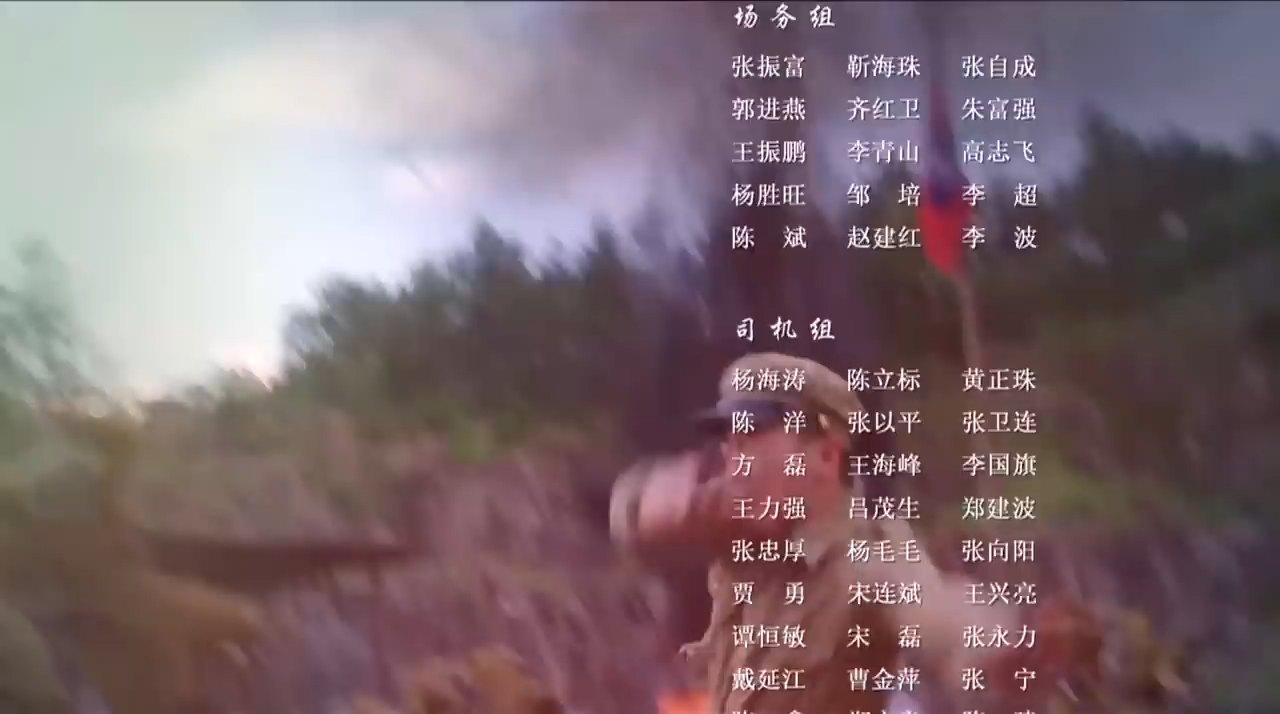 场务组
张振富 靳海珠 张自成
郭进燕 齐红卫 朱富强
王振鹏 李青山 高志飞
杨胜旺 邹 培 李 超
陈 斌 赵建红 李 波
司机组
杨海涛 陈立标 黄正珠
陈 洋 张以平 张卫连
方 磊 王海峰 李国旗
王力强 吕茂生 郑建波
张忠厚 杨毛毛 张向阳
贾 勇 宋连斌 王兴亮
谭恒敏 宋 磊 张永力
戴延江 曹金萍 张 宁